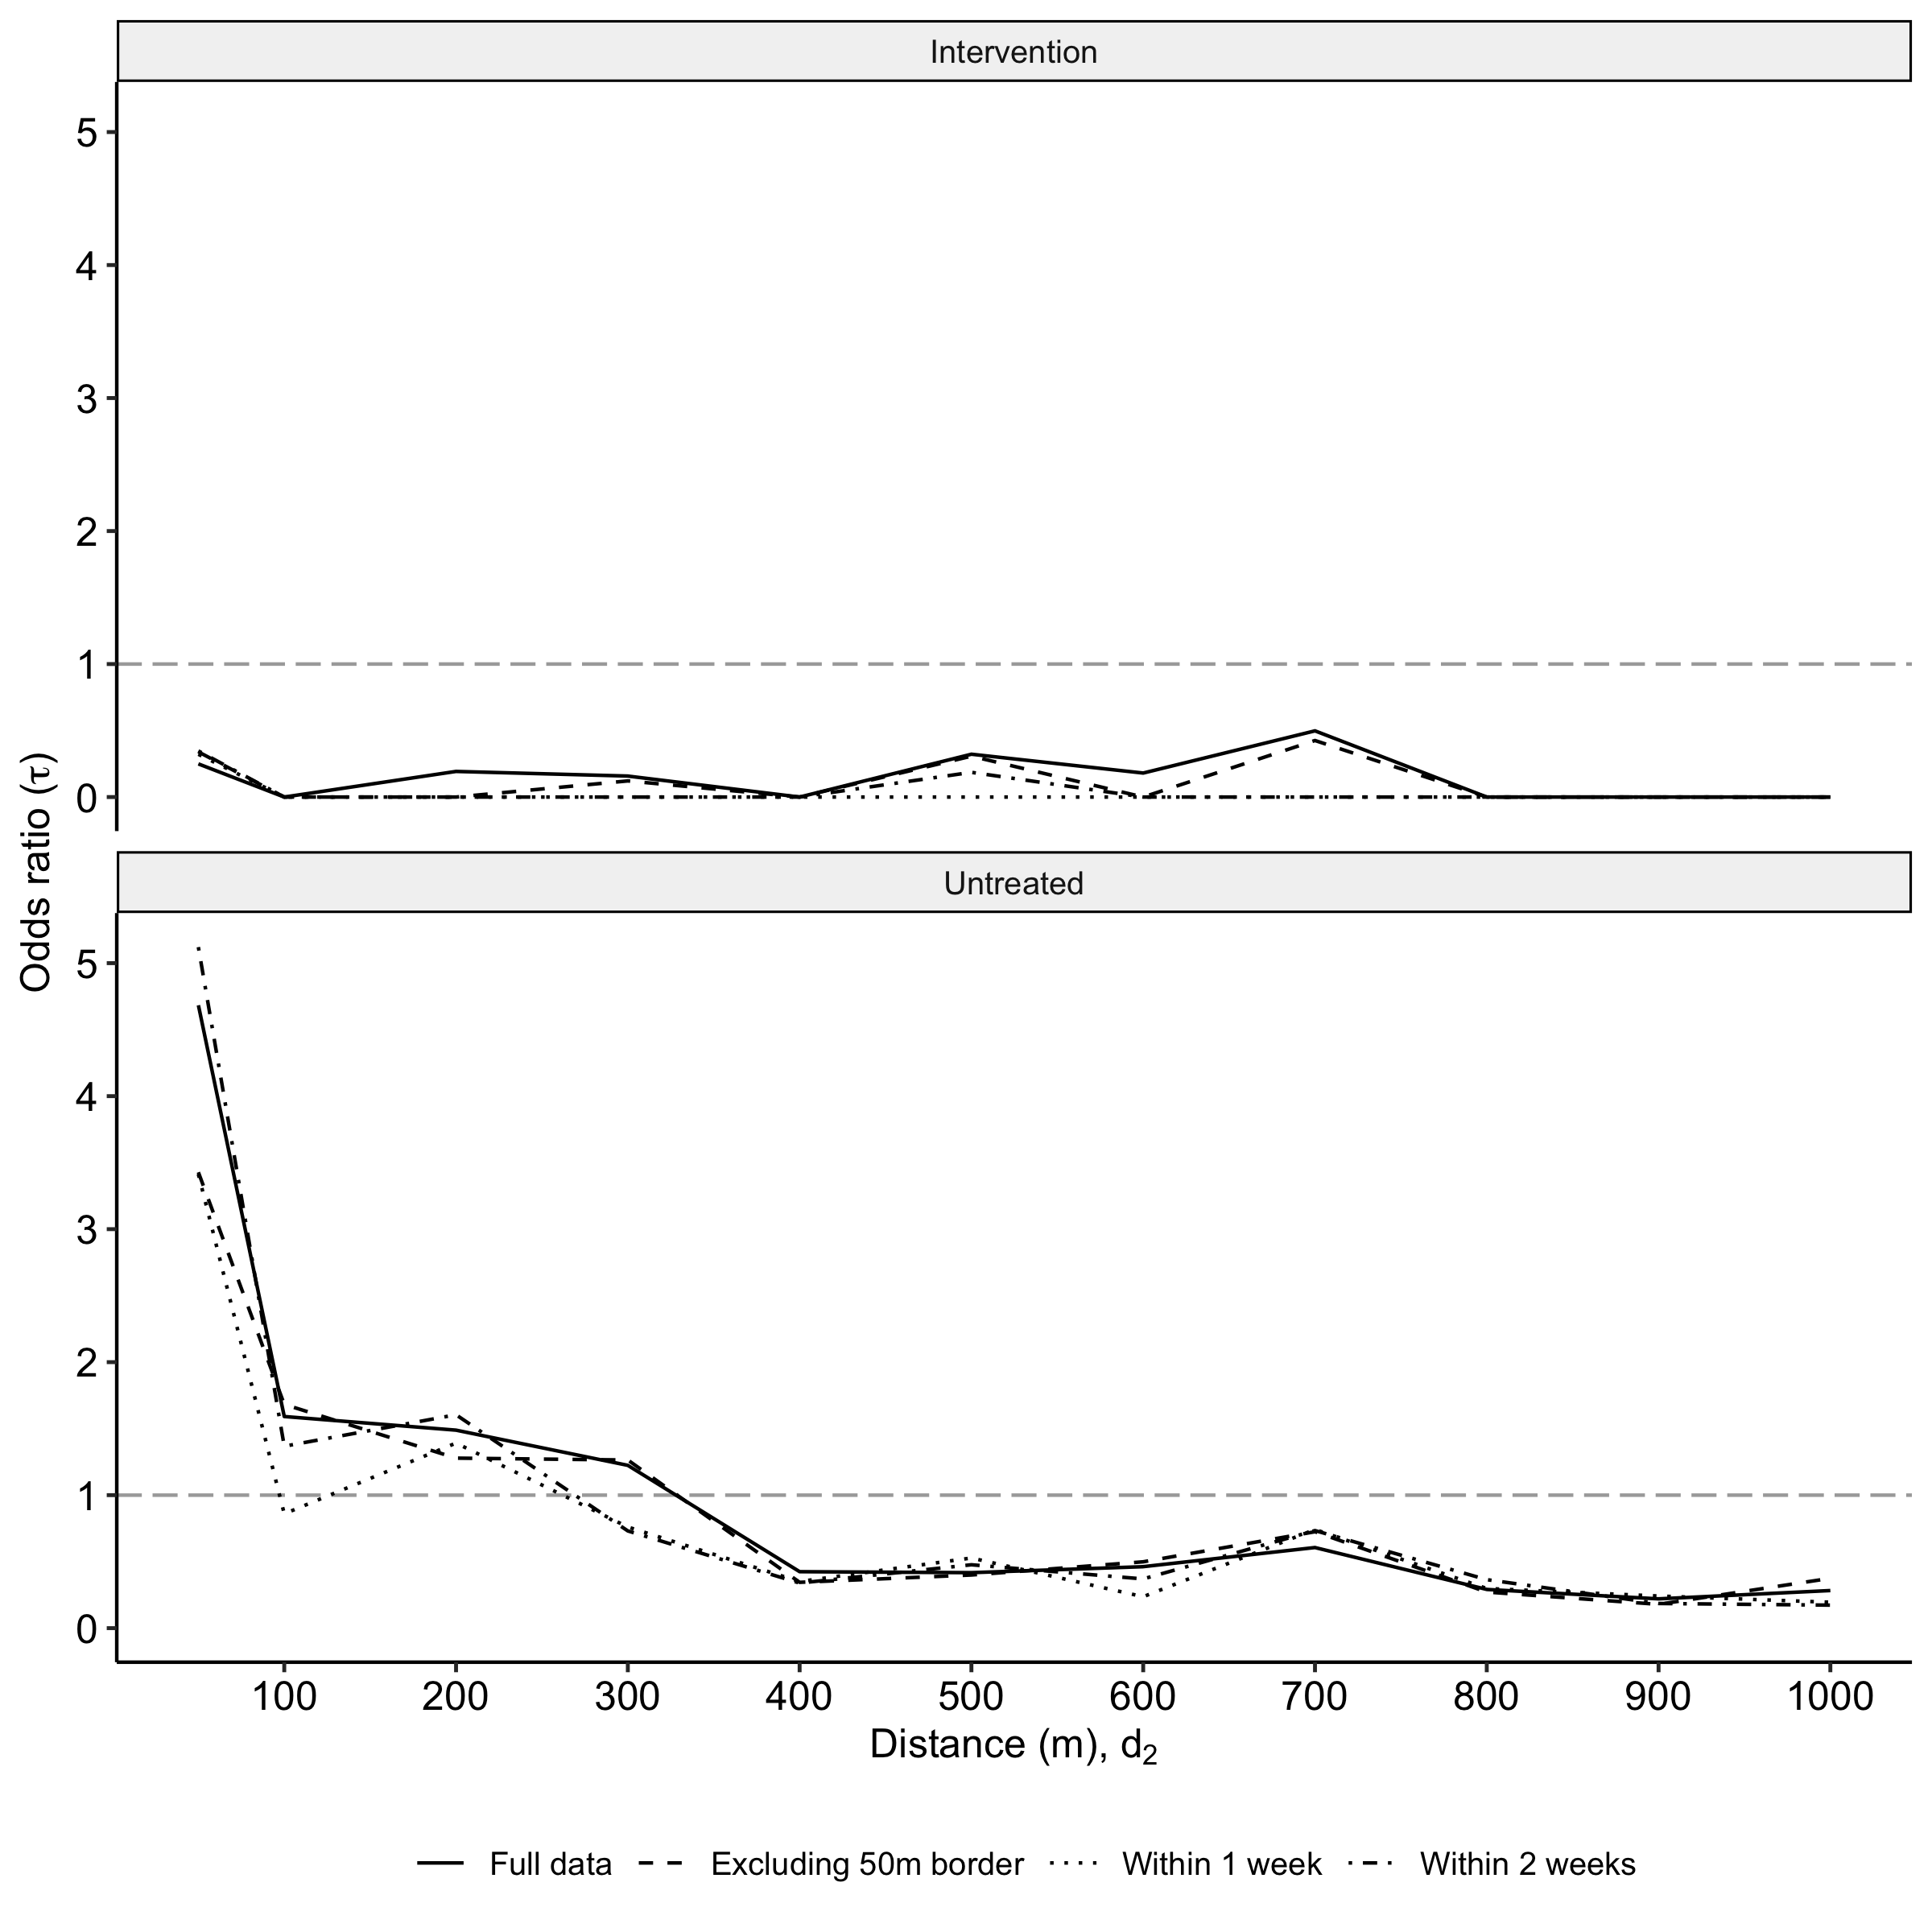 Intervention
5
4
3
2
1
0
Odds ratio (τ)
Untreated
5
4
3
2
1
0
100 200 300 400 500 600 700 800 900 1000
Distance (m), d₂
Full data Excluding 50m border Within 1 week Within 2 weeks